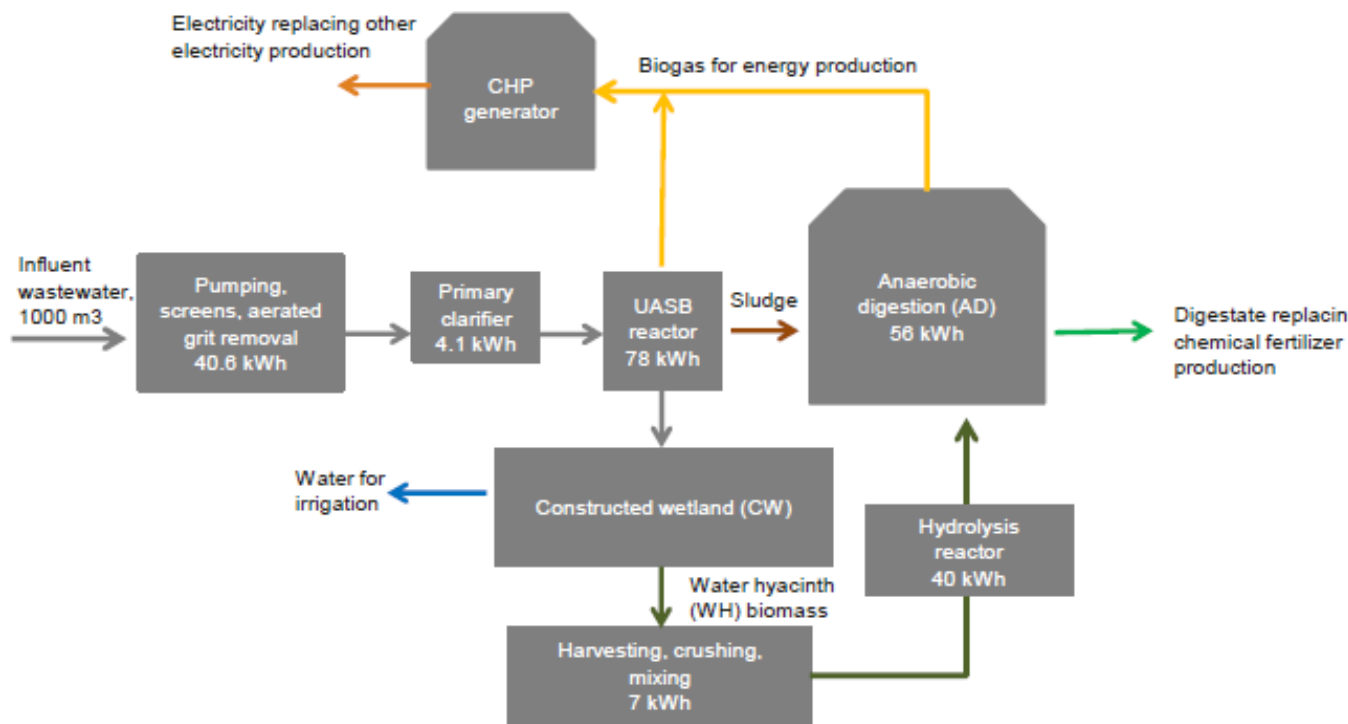 Electricity replacing other
electricity production
CHP
generator
Biogas for energy production
Influent
wastewater,
1000 m3
Pumping,
screens, aerated
grit removal
40.6 kWh
Primary
clarifier
4.1 kWh
UASB
reactor
78 kWh
Sludge
Anaerobic
digestion (AD)
56 kWh
Digestate replacin
chemical fertilizer
production
Water for
irrigation
Constructed wetland (CW)
Hydrolysis
reactor
40 kWh
Water hyacinth
(WH) biomass
Harvesting, crushing,
mixing
7 kWh